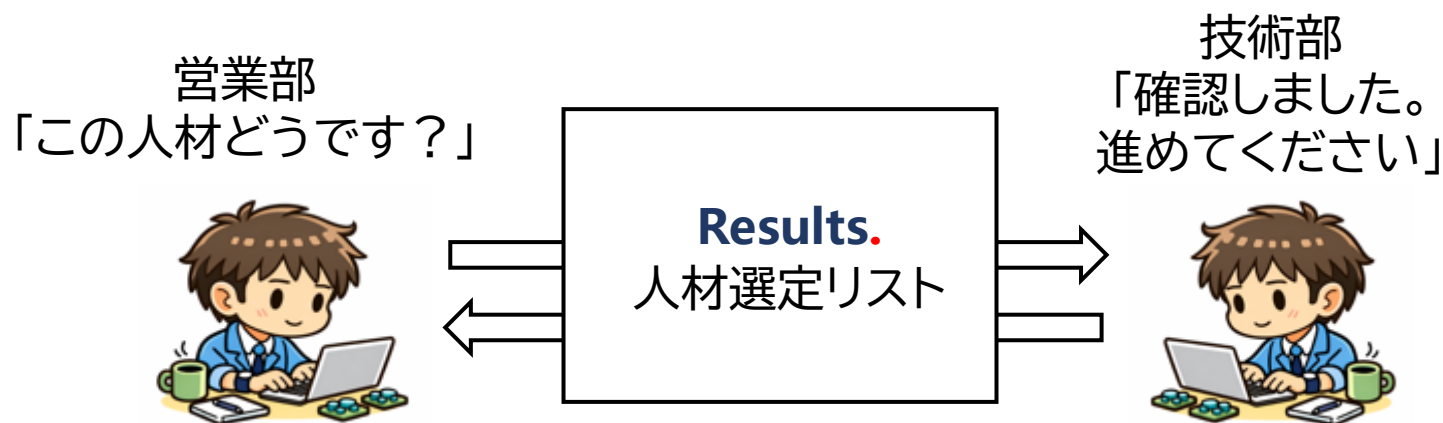 営業部
「この人材どうです？」
Results.
人材選定リスト
技術部
「確認しました。
進めてください」